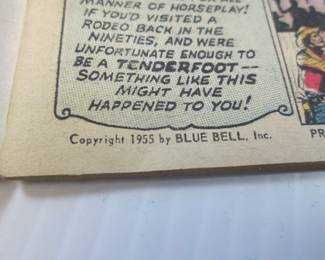 MANNER OF HORSEPLAY!
IF YOU'D VISITED A
RODEO BACK IN THE
NINETIES, AND WERE
UNFORTUNATE ENOUGH TO
BE A TENDERFOOT--
SOMETHING LIKE THIS
MIGHT HAVE
HAPPENED TO YOU!
Copyright 1955 by BLUE BELL, Inc.
PR